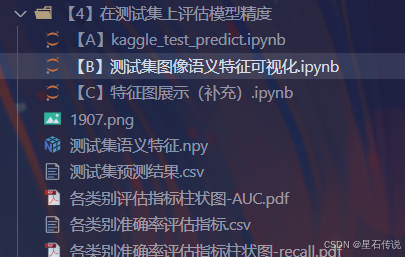 【4】在测试集上评估模型精度
【A】kaggle_test_predict.ipynb
【B】测试集图像语义特征可视化.ipynb
【C】特征图展示（补充）.ipynb
1907.png
测试集语义特征.npy
测试集预测结果.csv
各类别评估指标柱状图-AUC.pdf
各类别准确率评估指标.csv
各类别准确率评估指标柱状图-recall.pdf
CSDN @星石传说